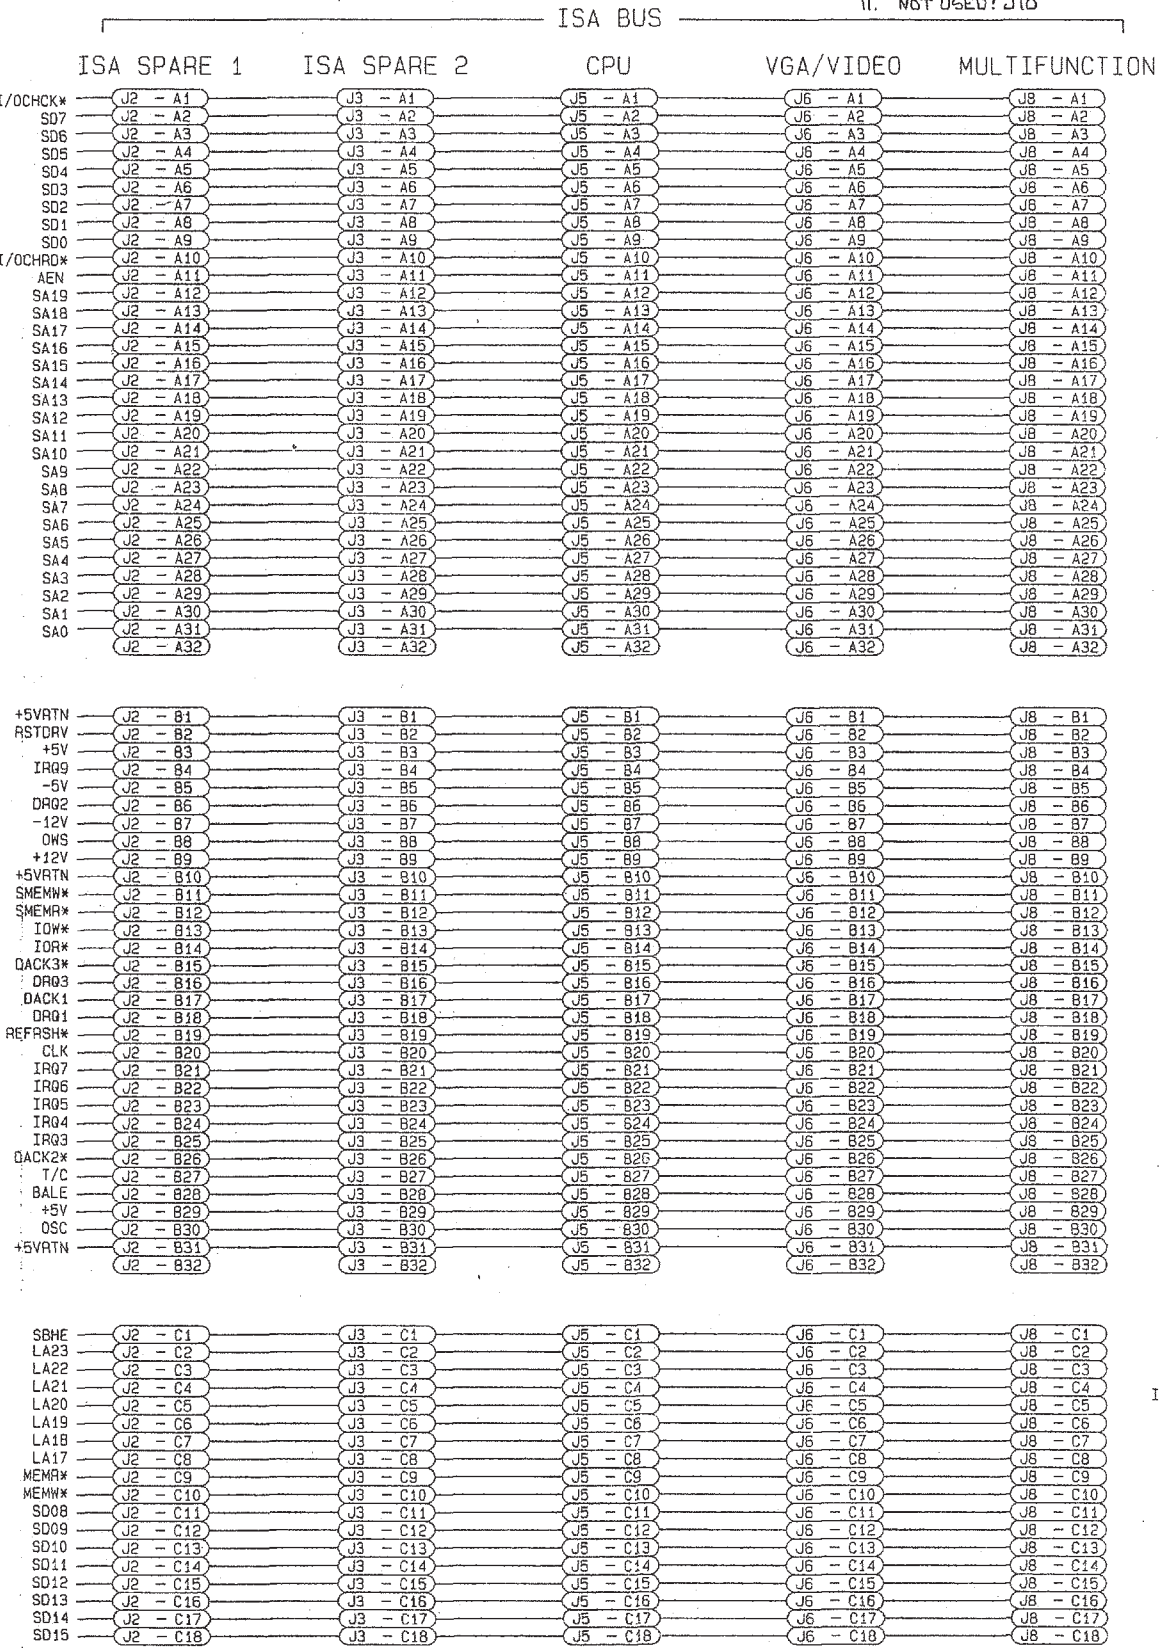 11. NOT USED: J10
ISA BUS
ISA SPARE 1 ISA SPARE 2 CPU VGA/VIDEO MULTIFUNCTION
I/OCHCK* J2 - A1 J3 - A1 J5 - A1 J6 - A1 J8 - A1
SD7 J2 - A2 J3 - A2 J5 - A2 J6 - A2 J8 - A2
SD6 J2 - A3 J3 - A3 J5 - A3 J6 - A3 J8 - A3
SD5 J2 - A4 J3 - A4 J5 - A4 J6 - A4 J8 - A4
SD4 J2 - A5 J3 - A5 J5 - A5 J6 - A5 J8 - A5
SD3 J2 - A6 J3 - A6 J5 - A6 J6 - A6 J8 - A6
SD2 J2 - A7 J3 - A7 J5 - A7 J6 - A7 J8 - A7
SD1 J2 - A8 J3 - A8 J5 - A8 J6 - A8 J8 - A8
SD0 J2 - A9 J3 - A9 J5 - A9 J6 - A9 J8 - A9
I/OCHRD* J2 - A10 J3 - A10 J5 - A10 J6 - A10 J8 - A10
AEN J2 - A11 J3 - A11 J5 - A11 J6 - A11 J8 - A11
SA19 J2 - A12 J3 - A12 J5 - A12 J6 - A12 J8 - A12
SA18 J2 - A13 J3 - A13 J5 - A13 J6 - A13 J8 - A13
SA17 J2 - A14 J3 - A14 J5 - A14 J6 - A14 J8 - A14
SA16 J2 - A15 J3 - A15 J5 - A15 J6 - A15 J8 - A15
SA15 J2 - A16 J3 - A16 J5 - A16 J6 - A16 J8 - A16
SA14 J2 - A17 J3 - A17 J5 - A17 J6 - A17 J8 - A17
SA13 J2 - A18 J3 - A18 J5 - A18 J6 - A18 J8 - A18
SA12 J2 - A19 J3 - A19 J5 - A19 J6 - A19 J8 - A19
SA11 J2 - A20 J3 - A20 J5 - A20 J6 - A20 J8 - A20
SA10 J2 - A21 J3 - A21 J5 - A21 J6 - A21 J8 - A21
SA9 J2 - A22 J3 - A22 J5 - A22 J6 - A22 J8 - A22
SA8 J2 - A23 J3 - A23 J5 - A23 J6 - A23 J8 - A23
SA7 J2 - A24 J3 - A24 J5 - A24 J6 - A24 J8 - A24
SA6 J2 - A25 J3 - A25 J5 - A25 J6 - A25 J8 - A25
SA5 J2 - A26 J3 - A26 J5 - A26 J6 - A26 J8 - A26
SA4 J2 - A27 J3 - A27 J5 - A27 J6 - A27 J8 - A27
SA3 J2 - A28 J3 - A28 J5 - A28 J6 - A28 J8 - A28
SA2 J2 - A29 J3 - A29 J5 - A29 J6 - A29 J8 - A29
SA1 J2 - A30 J3 - A30 J5 - A30 J6 - A30 J8 - A30
SA0 J2 - A31 J3 - A31 J5 - A31 J6 - A31 J8 - A31
J2 - A32 J3 - A32 J5 - A32 J6 - A32 J8 - A32
+5VRTN J2 - B1 J3 - B1 J5 - B1 J6 - B1 J8 - B1
RSTDRV J2 - B2 J3 - B2 J5 - B2 J6 - B2 J8 - B2
+5V J2 - B3 J3 - B3 J5 - B3 J6 - B3 J8 - B3
IRQ9 J2 - B4 J3 - B4 J5 - B4 J6 - B4 J8 - B4
-5V J2 - B5 J3 - B5 J5 - B5 J6 - B5 J8 - B5
DRQ2 J2 - B6 J3 - B6 J5 - B6 J6 - B6 J8 - B6
-12V J2 - B7 J3 - B7 J5 - B7 J6 - B7 J8 - B7
OWS J2 - B8 J3 - B8 J5 - B8 J6 - B8 J8 - B8
+12V J2 - B9 J3 - B9 J5 - B9 J6 - B9 J8 - B9
+5VRTN J2 - B10 J3 - B10 J5 - B10 J6 - B10 J8 - B10
SMEMW* J2 - B11 J3 - B11 J5 - B11 J6 - B11 J8 - B11
SMEMR* J2 - B12 J3 - B12 J5 - B12 J6 - B12 J8 - B12
IOW* J2 - B13 J3 - B13 J5 - B13 J6 - B13 J8 - B13
IOR* J2 - B14 J3 - B14 J5 - B14 J6 - B14 J8 - B14
DACK3* J2 - B15 J3 - B15 J5 - B15 J6 - B15 J8 - B15
DRQ3 J2 - B16 J3 - B16 J5 - B16 J6 - B16 J8 - B16
DACK1 J2 - B17 J3 - B17 J5 - B17 J6 - B17 J8 - B17
DRQ1 J2 - B18 J3 - B18 J5 - B18 J6 - B18 J8 - B18
REFRSH* J2 - B19 J3 - B19 J5 - B19 J6 - B19 J8 - B19
CLK J2 - B20 J3 - B20 J5 - B20 J6 - B20 J8 - B20
IRQ7 J2 - B21 J3 - B21 J5 - B21 J6 - B21 J8 - B21
IRQ6 J2 - B22 J3 - B22 J5 - B22 J6 - B22 J8 - B22
IRQ5 J2 - B23 J3 - B23 J5 - B23 J6 - B23 J8 - B23
IRQ4 J2 - B24 J3 - B24 J5 - B24 J6 - B24 J8 - B24
IRQ3 J2 - B25 J3 - B25 J5 - B25 J6 - B25 J8 - B25
DACK2* J2 - B26 J3 - B26 J5 - B26 J6 - B26 J8 - B26
T/C J2 - B27 J3 - B27 J5 - B27 J6 - B27 J8 - B27
BALE J2 - B28 J3 - B28 J5 - B28 J6 - B28 J8 - B28
+5V J2 - B29 J3 - B29 J5 - B29 J6 - B29 J8 - B29
OSC J2 - B30 J3 - B30 J5 - B30 J6 - B30 J8 - B30
+5VRTN J2 - B31 J3 - B31 J5 - B31 J6 - B31 J8 - B31
J2 - B32 J3 - B32 J5 - B32 J6 - B32 J8 - B32
SBHE J2 - C1 J3 - C1 J5 - C1 J6 - C1 J8 - C1
LA23 J2 - C2 J3 - C2 J5 - C2 J6 - C2 J8 - C2
LA22 J2 - C3 J3 - C3 J5 - C3 J6 - C3 J8 - C3
LA21 J2 - C4 J3 - C4 J5 - C4 J6 - C4 J8 - C4
LA20 J2 - C5 J3 - C5 J5 - C5 J6 - C5 J8 - C5
LA19 J2 - C6 J3 - C6 J5 - C6 J6 - C6 J8 - C6
LA18 J2 - C7 J3 - C7 J5 - C7 J6 - C7 J8 - C7
LA17 J2 - C8 J3 - C8 J5 - C8 J6 - C8 J8 - C8
MEMR* J2 - C9 J3 - C9 J5 - C9 J6 - C9 J8 - C9
MEMW* J2 - C10 J3 - C10 J5 - C10 J6 - C10 J8 - C10
SD08 J2 - C11 J3 - C11 J5 - C11 J6 - C11 J8 - C11
SD09 J2 - C12 J3 - C12 J5 - C12 J6 - C12 J8 - C12
SD10 J2 - C13 J3 - C13 J5 - C13 J6 - C13 J8 - C13
SD11 J2 - C14 J3 - C14 J5 - C14 J6 - C14 J8 - C14
SD12 J2 - C15 J3 - C15 J5 - C15 J6 - C15 J8 - C15
SD13 J2 - C16 J3 - C16 J5 - C16 J6 - C16 J8 - C16
SD14 J2 - C17 J3 - C17 J5 - C17 J6 - C17 J8 - C17
SD15 J2 - C18 J3 - C18 J5 - C18 J6 - C18 J8 - C18